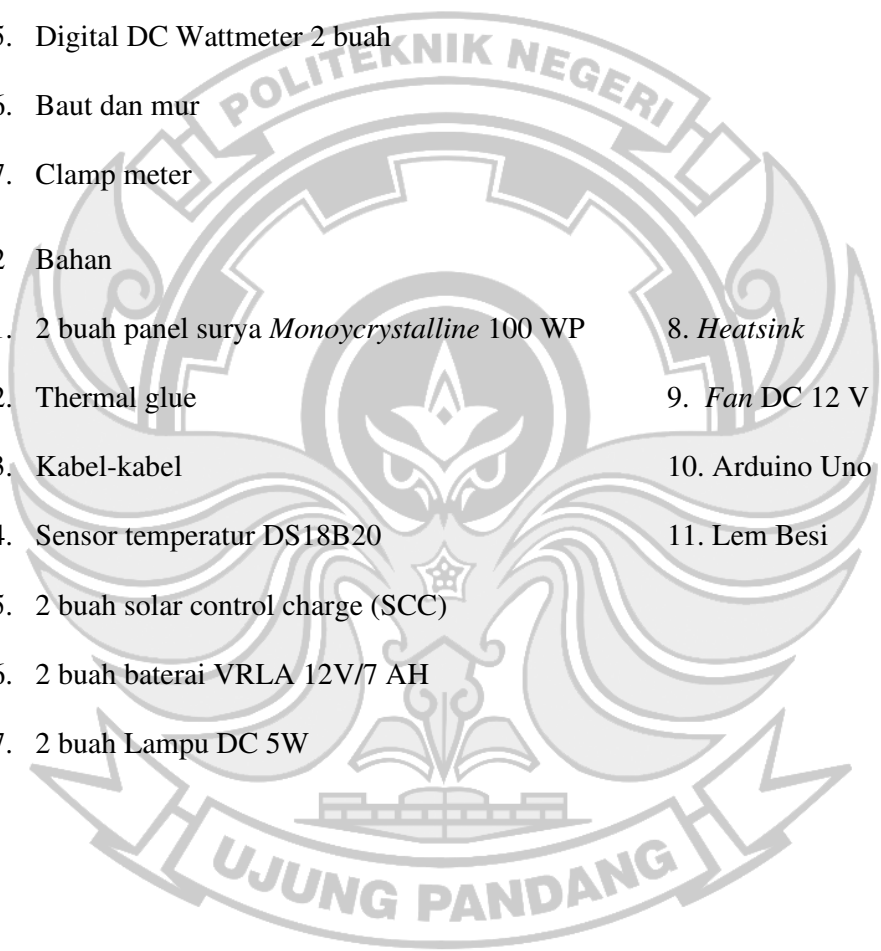 5. Digital DC Wattmeter 2 buah
6. Baut dan mur
7. Clamp meter
2 Bahan
1. 2 buah panel surya Monoycrystalline 100 WP
2. Thermal glue
3. Kabel-kabel
4. Sensor temperatur DS18B20
5. 2 buah solar control charge (SCC)
6. 2 buah baterai VRLA 12V/7 AH
7. 2 buah Lampu DC 5W
8. Heatsink
9. Fan DC 12 V
10. Arduino Uno
11. Lem Besi
POLITEKNIK NEGERI
UJUNG PANDANG